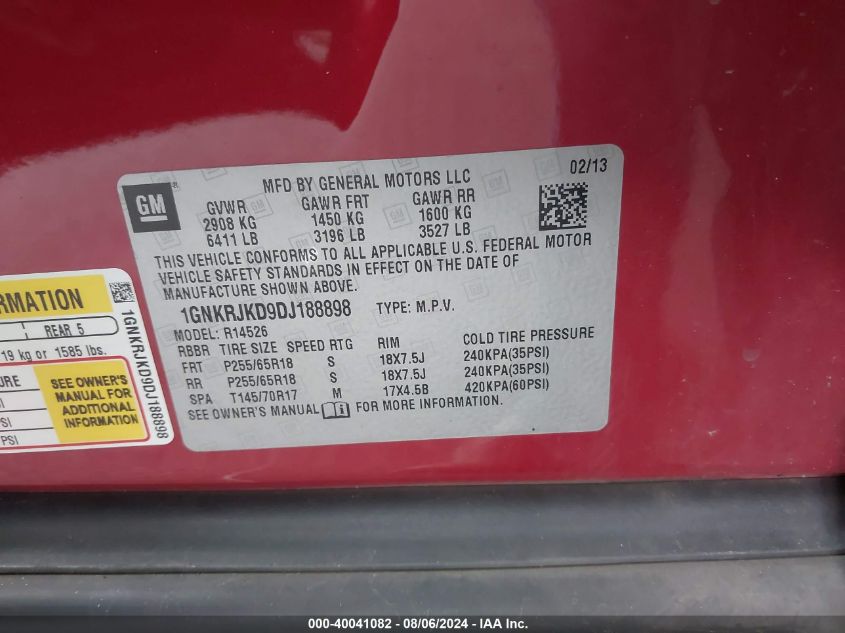 GM
MFD BY GENERAL MOTORS LLC
02/13
GVWR GAWR FRT GAWR RR
2908 KG 1450 KG 1600 KG
6411 LB 3196 LB 3527 LB
THIS VEHICLE CONFORMS TO ALL APPLICABLE U.S. FEDERAL MOTOR
VEHICLE SAFETY STANDARDS IN EFFECT ON THE DATE OF
MANUFACTURE SHOWN ABOVE.
1GNKRJKD9DJ188898 TYPE: M.P.V.
MODEL: R14526
RBBR TIRE SIZE SPEED RTG RIM COLD TIRE PRESSURE
FRT P255/65R18 S 18X7.5J 240KPA(35PSI)
RR P255/65R18 S 18X7.5J 240KPA(35PSI)
SPA T145/70R17 M 17X4.5B 420KPA(60PSI)
SEE OWNER'S MANUAL FOR MORE INFORMATION.
RMATION
REAR 5
19 kg or 1585 lbs.
URE
SI
PSI
PSI
SEE OWNER'S
MANUAL FOR
ADDITIONAL
INFORMATION
1GNKRJKD9DJ188898
000-40041082 - 08/06/2024 - IAA Inc.